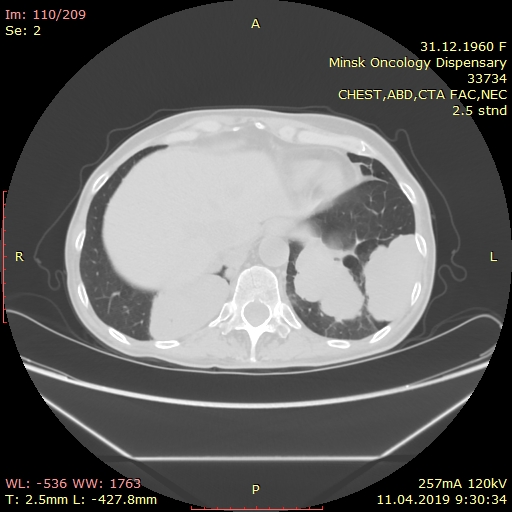 Im: 110/209
Se: 2
A
31.12.1960 F
Minsk Oncology Dispensary
33734
CHEST,ABD,CTA FAC,NEC
2.5 stnd
R
L
WL: -536 WW: 1763
T: 2.5mm L: -427.8mm
P
257mA 120kV
11.04.2019 9:30:34